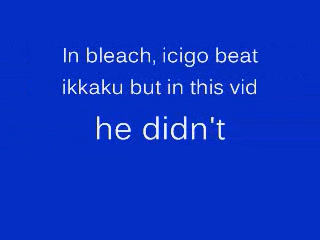 In bleach, icigo beat
ikkaku but in this vid
he didn't